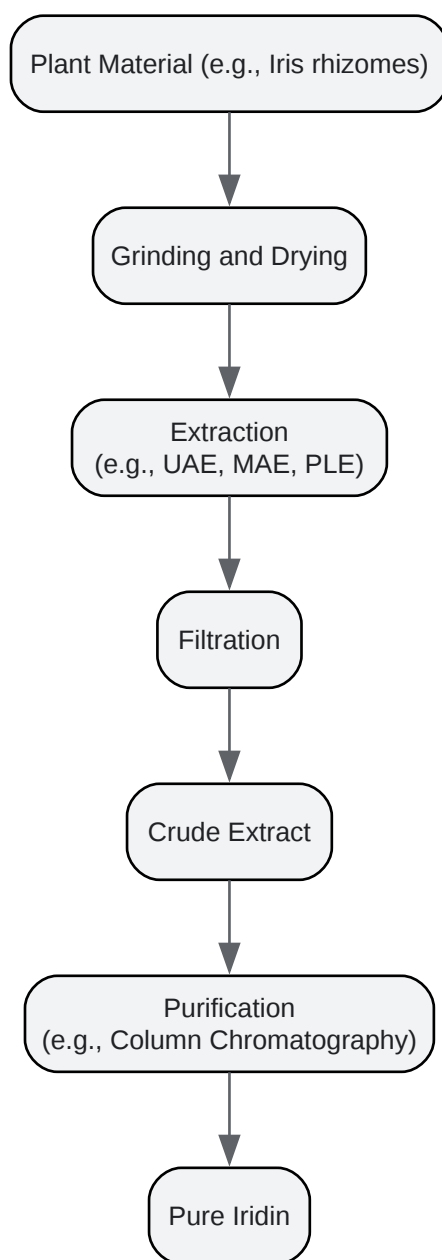 Plant Material (e.g., Iris rhizomes)
Grinding and Drying
Extraction
(e.g., UAE, MAE, PLE)
Filtration
Crude Extract
Purification
(e.g., Column Chromatography)
Pure Iridin